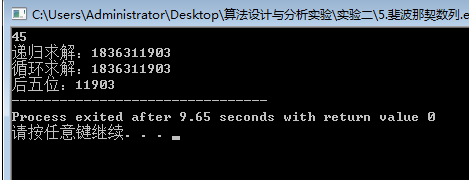 C:\Users\Administrator\Desktop\算法设计与分析实验\实验二\5.斐波那契数列.e
45
递归求解：1836311903
循环求解：1836311903
后五位：11903
--------------------------------
Process exited after 9.65 seconds with return value 0
请按任意键继续. . .